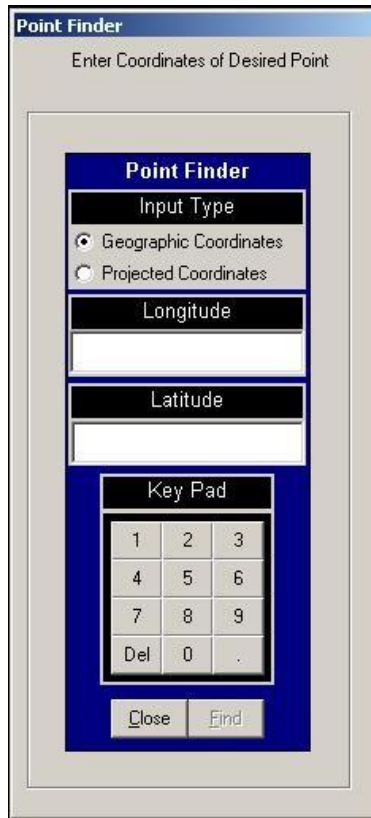 Point Finder
Enter Coordinates of Desired Point
Point Finder
Input Type
Geographic Coordinates
Projected Coordinates
Longitude
Latitude
Key Pad
1 2 3
4 5 6
7 8 9
Del 0 .
Close Find